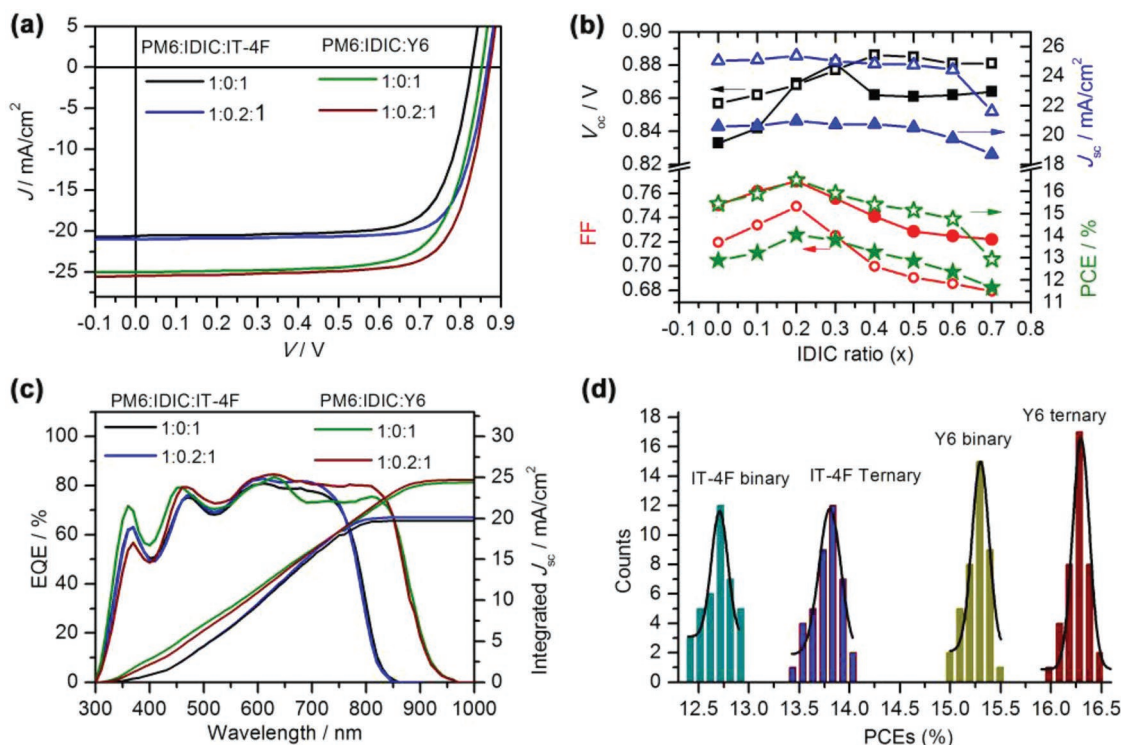 (a)
PM6:IDIC:IT-4F PM6:IDIC:Y6
1:0:1 1:0:1
1:0.2:1 1:0.2:1
5
0
-5
-10
-15
-20
-25
-30
J / mA/cm²
-0.1 0.0 0.1 0.2 0.3 0.4 0.5 0.6 0.7 0.8 0.9
V / V
(b)
0.90
0.88
0.86
0.84
0.82
Voc / V
0.76
0.74
0.72
0.70
0.68
FF
26
24
22
20
18
Jsc / mA/cm²
16
15
14
13
12
11
PCE / %
-0.1 0.0 0.1 0.2 0.3 0.4 0.5 0.6 0.7 0.8
IDIC ratio (x)
(c)
PM6:IDIC:IT-4F PM6:IDIC:Y6
1:0:1 1:0:1
1:0.2:1 1:0.2:1
100
80
60
40
20
0
EQE / %
30
25
20
15
10
5
0
Integrated Jsc / mA/cm²
300 400 500 600 700 800 900 1000
Wavelength / nm
(d)
18
16
14
12
10
8
6
4
2
0
Counts
IT-4F binary
IT-4F Ternary
Y6 binary
Y6 ternary
12.5 13.0 13.5 14.0 15.0 15.5 16.0 16.5
PCEs (%)